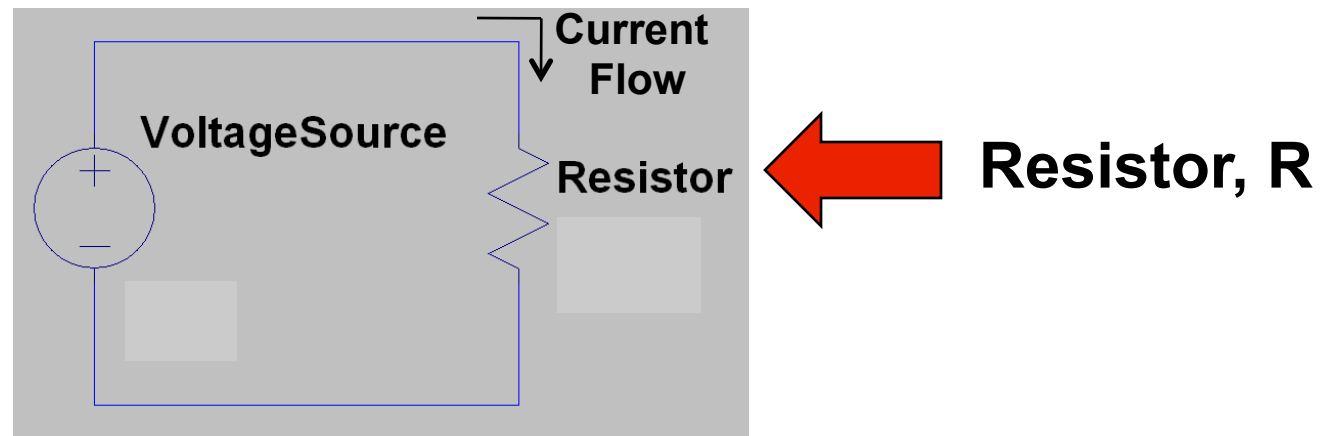 Current
Flow
VoltageSource
Resistor
Resistor, R